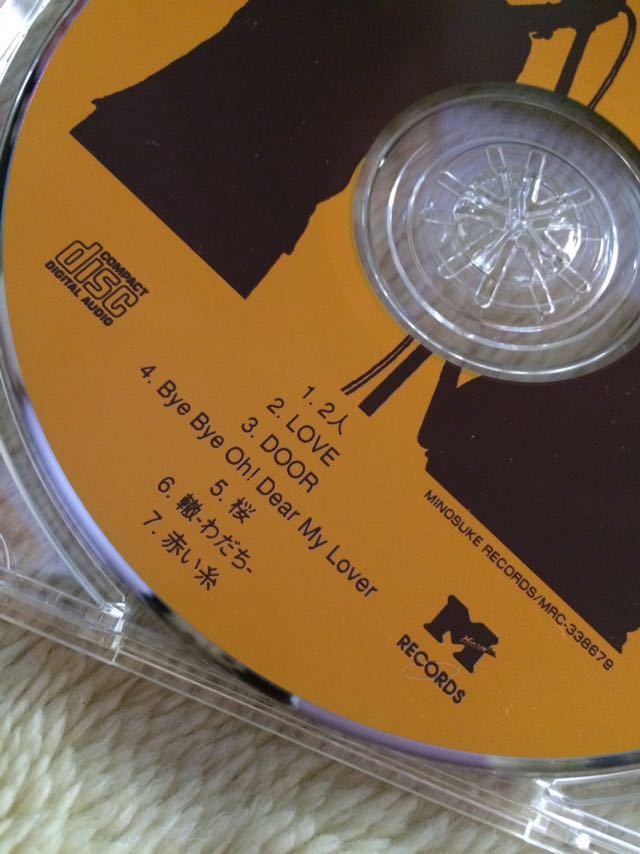 COMPACT
disc
DIGITAL AUDIO
1. 2人
2. LOVE
3. DOOR
4. Bye Bye Oh! Dear My Lover
5. 桜
6. 轍-わだち-
7. 赤い糸
MINOSUKE RECORDS/MRC-338679
M
RECORDS